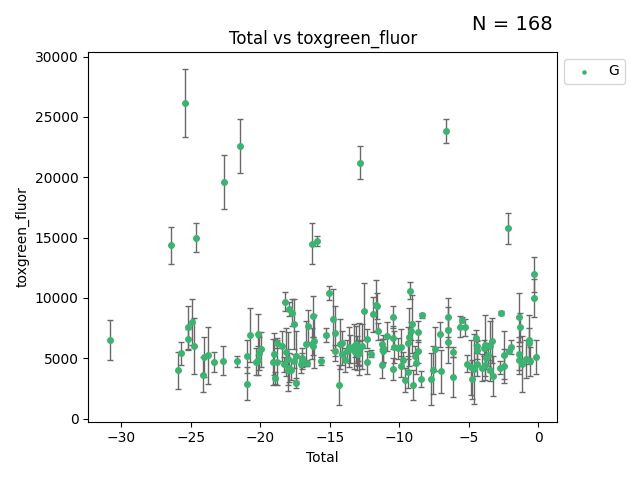 N = 168
Total vs toxgreen_fluor
G
toxgreen_fluor
30000
25000
20000
15000
10000
5000
0
−30 −25 −20 −15 −10 −5 0
Total